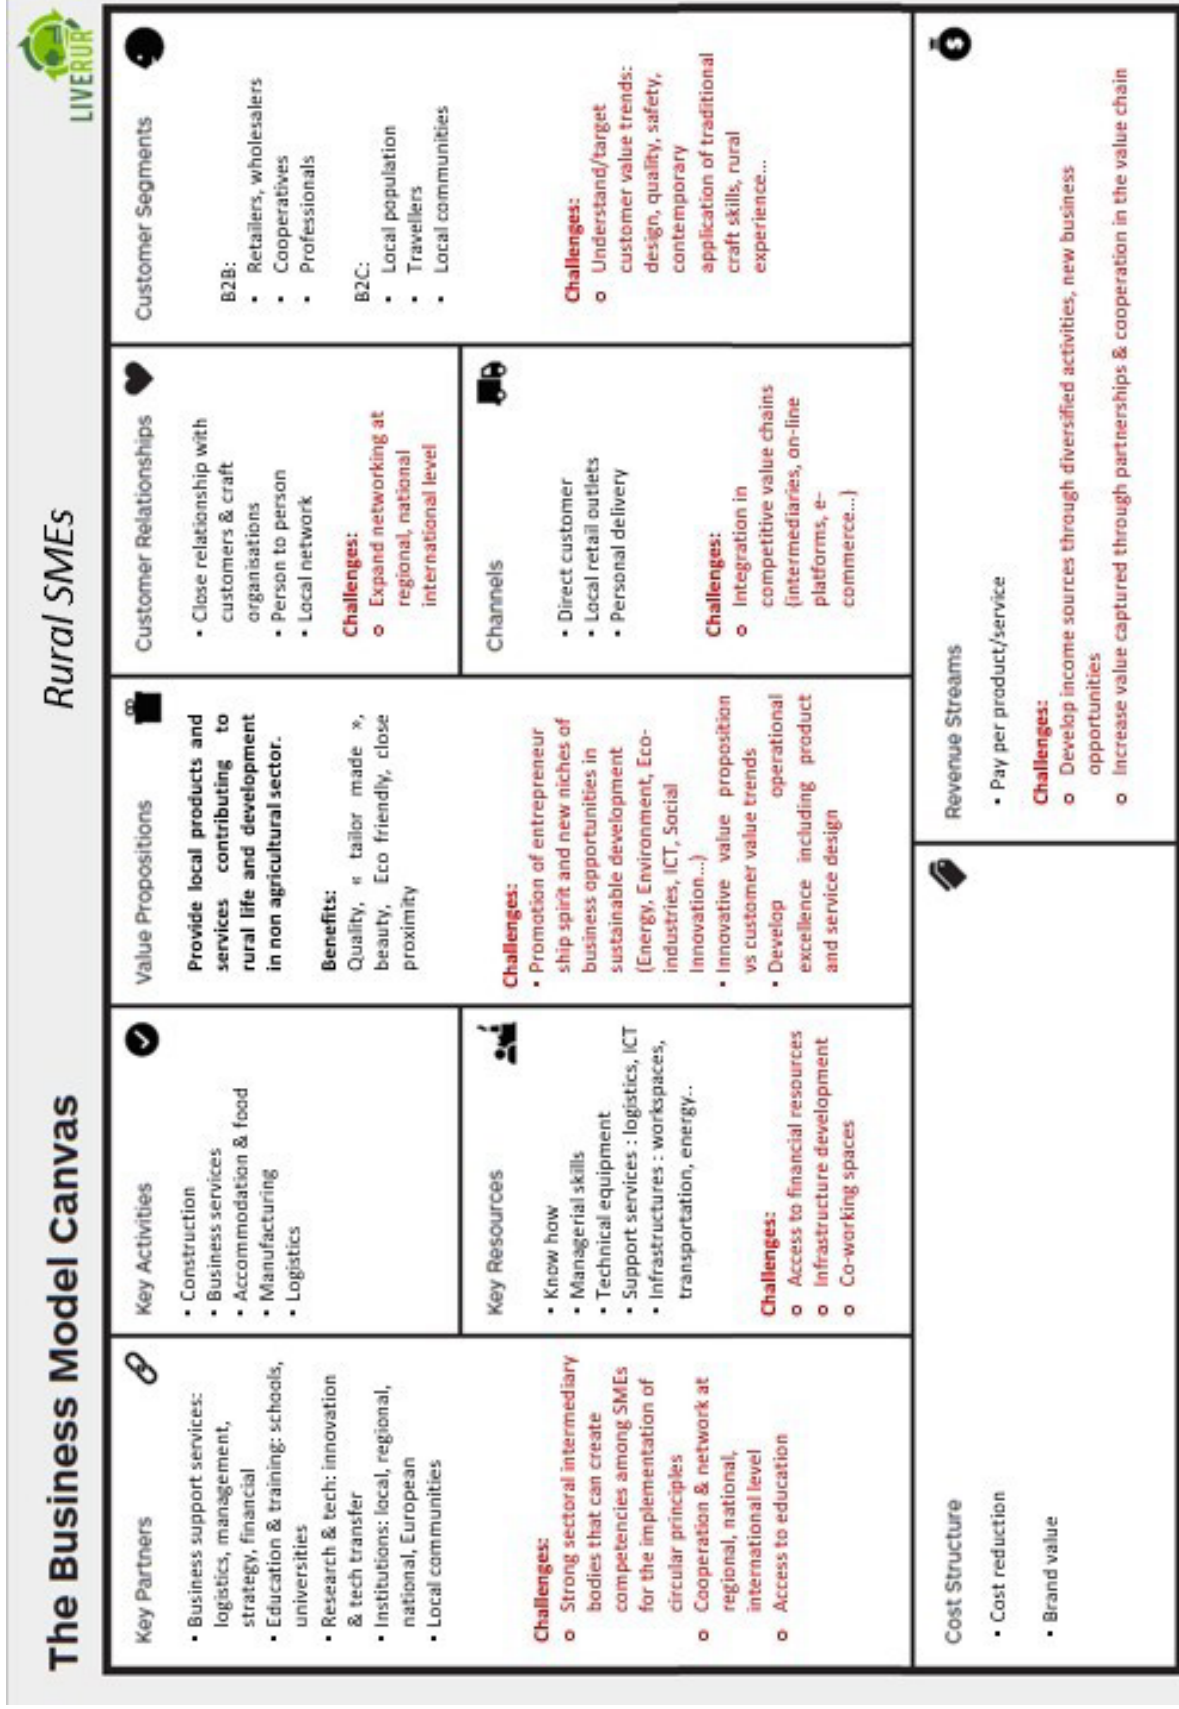 The Business Model Canvas
Rural SMEs
LIVERUR
Key Partners
▪ Business support services:
logistics, management,
strategy, financial
▪ Education & training: schools,
universities
▪ Research & tech: innovation
& tech transfer
▪ Institutions: local, regional,
national, European
▪ Local communities
Challenges:
o Strong sectoral intermediary
bodies that can create
competencies among SMEs
for the implementation of
circular principles
o Cooperation & network at
regional, national,
international level
o Access to education
Key Activities
▪ Construction
▪ Business services
▪ Accommodation & food
▪ Manufacturing
▪ Logistics
Key Resources
▪ Know how
▪ Managerial skills
▪ Technical equipment
▪ Support services : logistics, ICT
▪ Infrastructures : workspaces,
transportation, energy..
Challenges:
o Access to financial resources
o Infrastructure development
o Co-working spaces
Value Propositions
Provide local products and
services contributing to
rural life and development
in non agricultural sector.
Benefits:
Quality, « tailor made »,
beauty, Eco friendly, close
proximity
Challenges:
▪ Promotion of entrepreneur
ship spirit and new niches of
business opportunities in
sustainable development
(Energy, Environment, Eco-
industries, ICT, Social
Innovation...)
▪ Innovative value proposition
vs customer value trends
▪ Develop operational
excellence including product
and service design
Customer Relationships
▪ Close relationship with
customers & craft
organisations
▪ Person to person
▪ Local network
Challenges:
o Expand networking at
regional, national
international level
Channels
▪ Direct customer
▪ Local retail outlets
▪ Personal delivery
Challenges:
o Integration in
competitive value chains
(intermediaries, on-line
platforms, e-
commerce...)
Customer Segments
B2B:
▪ Retailers, wholesalers
▪ Cooperatives
▪ Professionals
B2C:
▪ Local population
▪ Travellers
▪ Local communities
Challenges:
o Understand/target
customer value trends:
design, quality, safety,
contemporary
application of traditional
craft skills, rural
experience...
Cost Structure
▪ Cost reduction
▪ Brand value
Revenue Streams
▪ Pay per product/service
Challenges:
o Develop income sources through diversified activities, new business
opportunities
o Increase value captured through partnerships & cooperation in the value chain